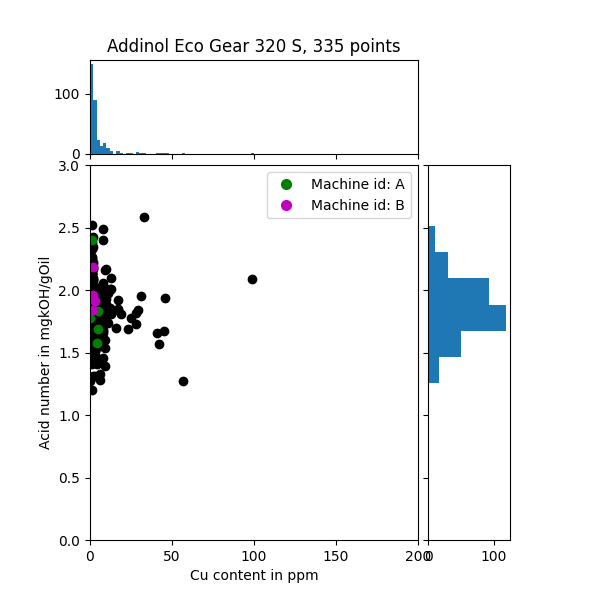 Addinol Eco Gear 320 S, 335 points
100
0
3.0
2.5
2.0
1.5
1.0
0.5
0.0
Acid number in mgkOH/gOil
Machine id: A
Machine id: B
0 50 100 150 200
Cu content in ppm
0 100